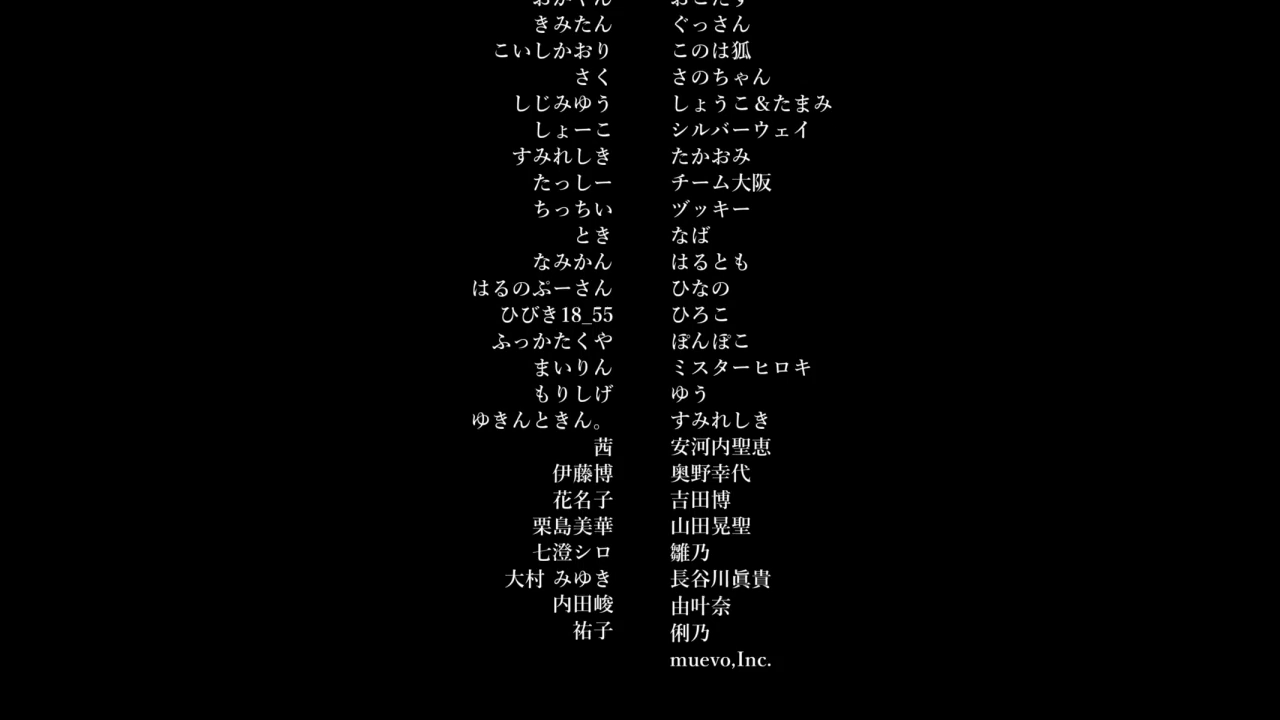 きみたん ぐっさん
こいしかおり このは狐
さく さのちゃん
しじみゆう しょうこ＆たまみ
しょーこ シルバーウェイ
すみれしき たかおみ
たっしー チーム大阪
ちっちい ヅッキー
とき なば
なみかん はるとも
はるのぷーさん ひなの
ひびき18_55 ひろこ
ふっかたくや ぽんぽこ
まいりん ミスターヒロキ
もりしげ ゆう
ゆきんときん。 すみれしき
茜 安河内聖恵
伊藤博 奥野幸代
花名子 吉田博
栗島美華 山田晃聖
七澄シロ 雛乃
大村 みゆき 長谷川眞貴
内田峻 由叶奈
祐子 俐乃
muevo,Inc.